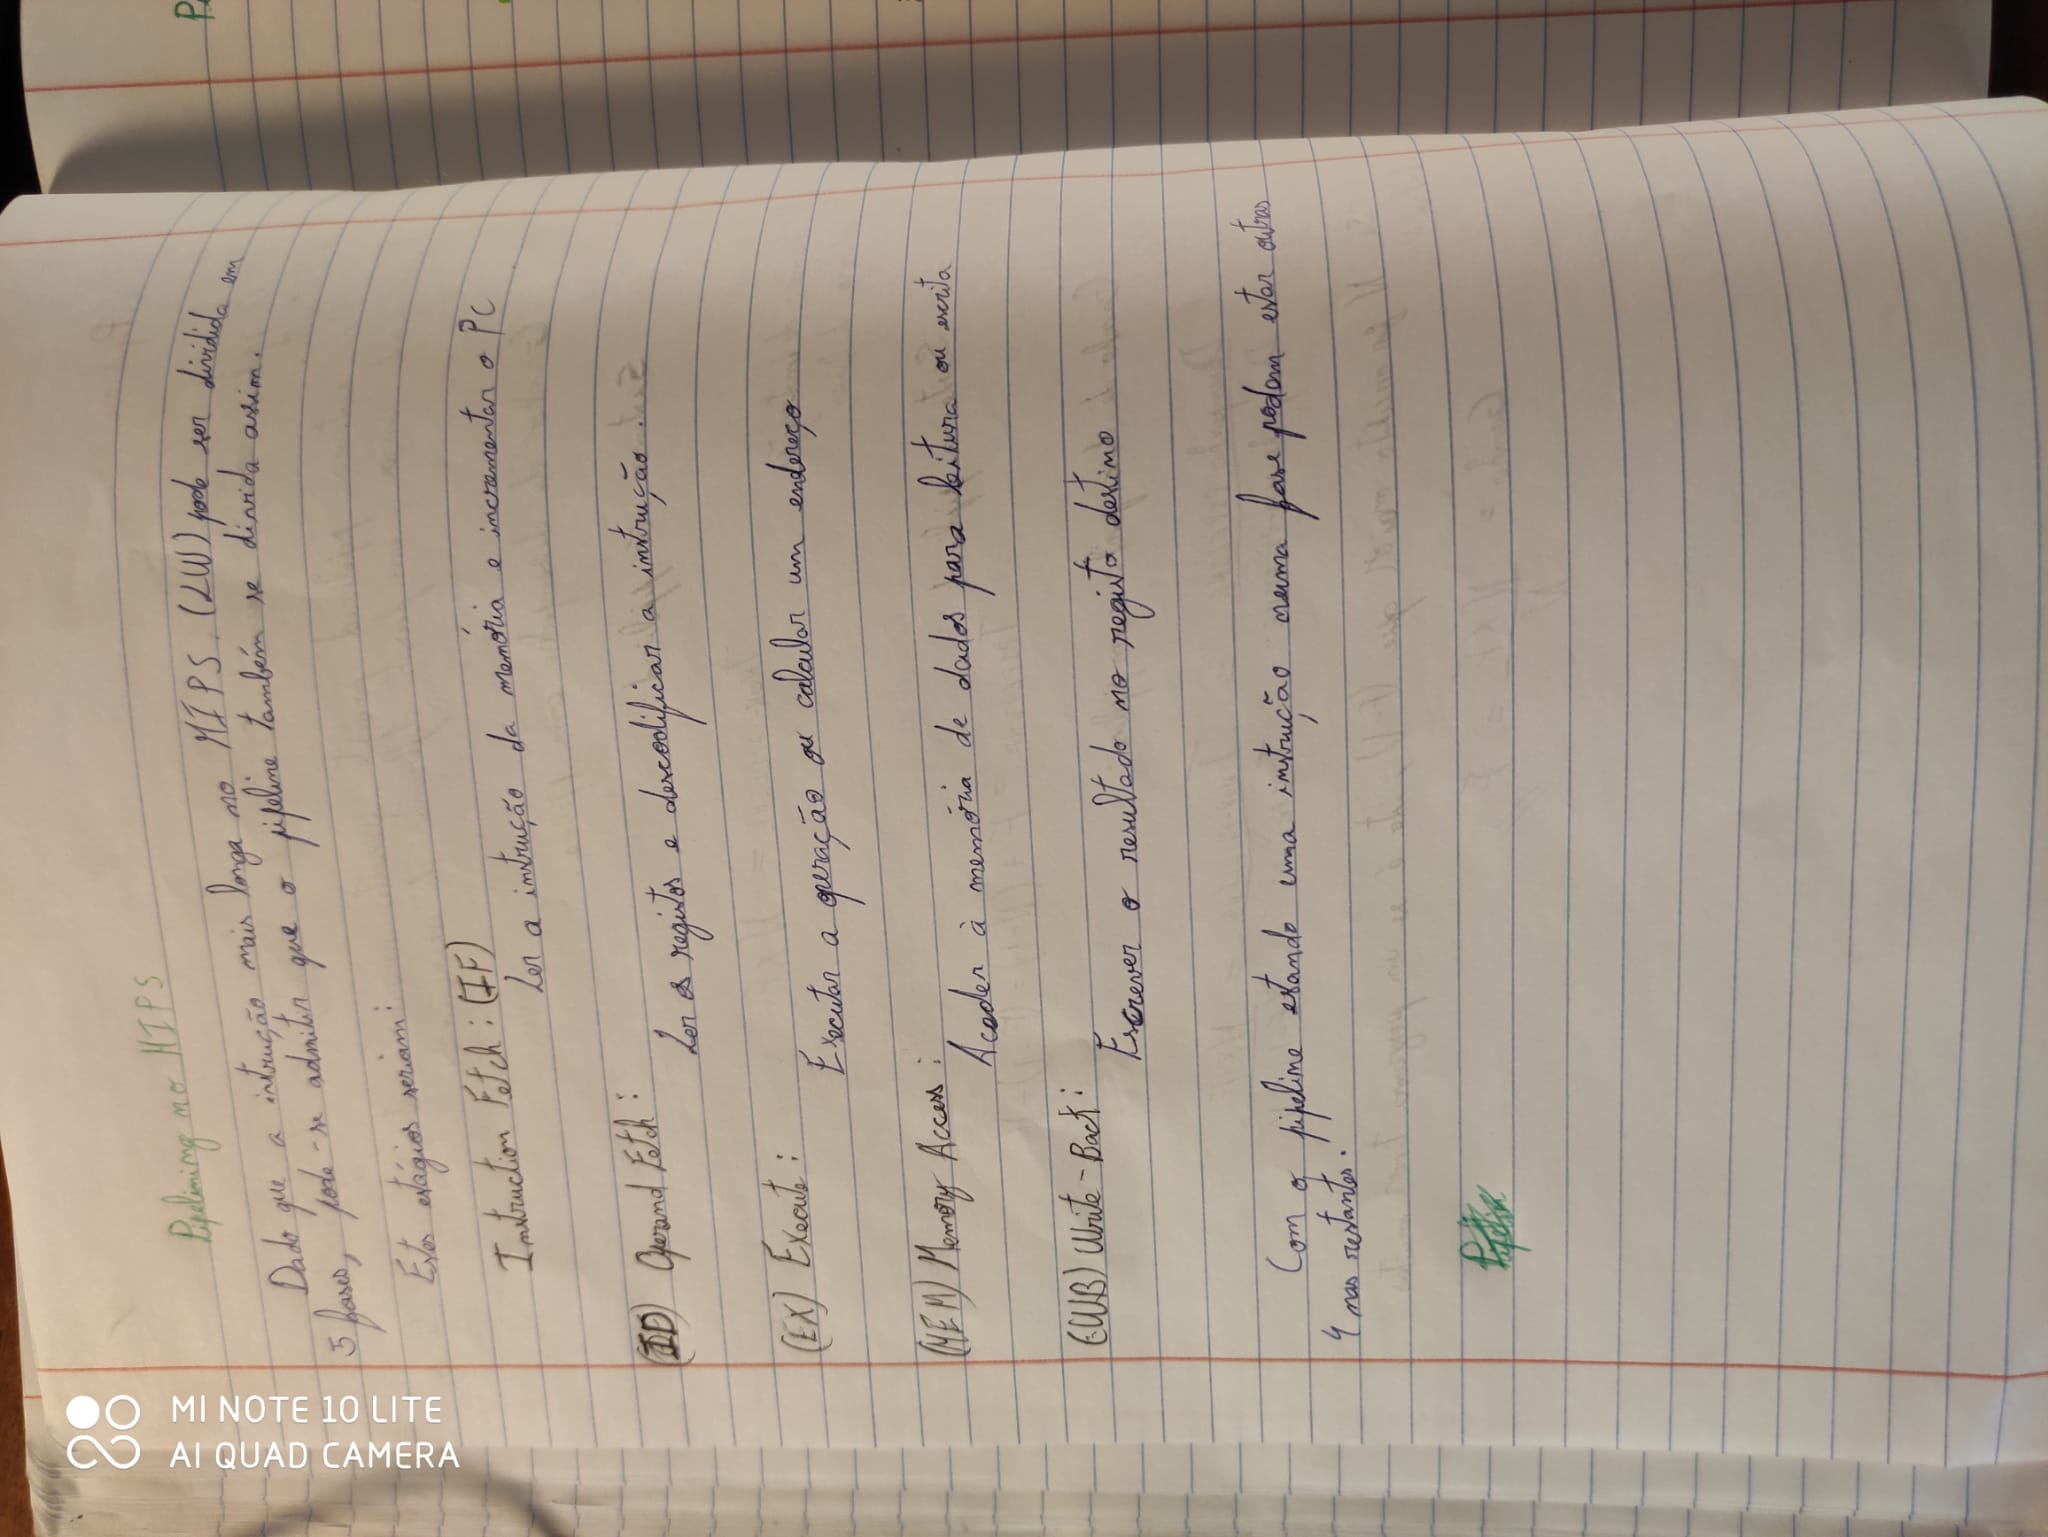 Pipelining no MIPS
Dado que a intrução mais longa no MIPS, (LW) pode ser dividida em
5 fases, pode-se admitir que o pipeline também se divida assim.
Estes estágios seriam:
Instruction Fetch: (IF)
Ler a instrução da memória e incrementar o PC
(ID) Operand Fetch:
Ler os registos e descodificar a instrução.
(EX) Execute:
Executar a operação ou calcular um endereço
(MEM) Memory Access:
Aceder à memória de dados para leitura ou escrita
(WB) Write-Back:
Escrever o resultado no registo destino
Com o pipeline estando uma instrução numa fase podem estar outras
4 nas restantes.
MI NOTE 10 LITE
AI QUAD CAMERA